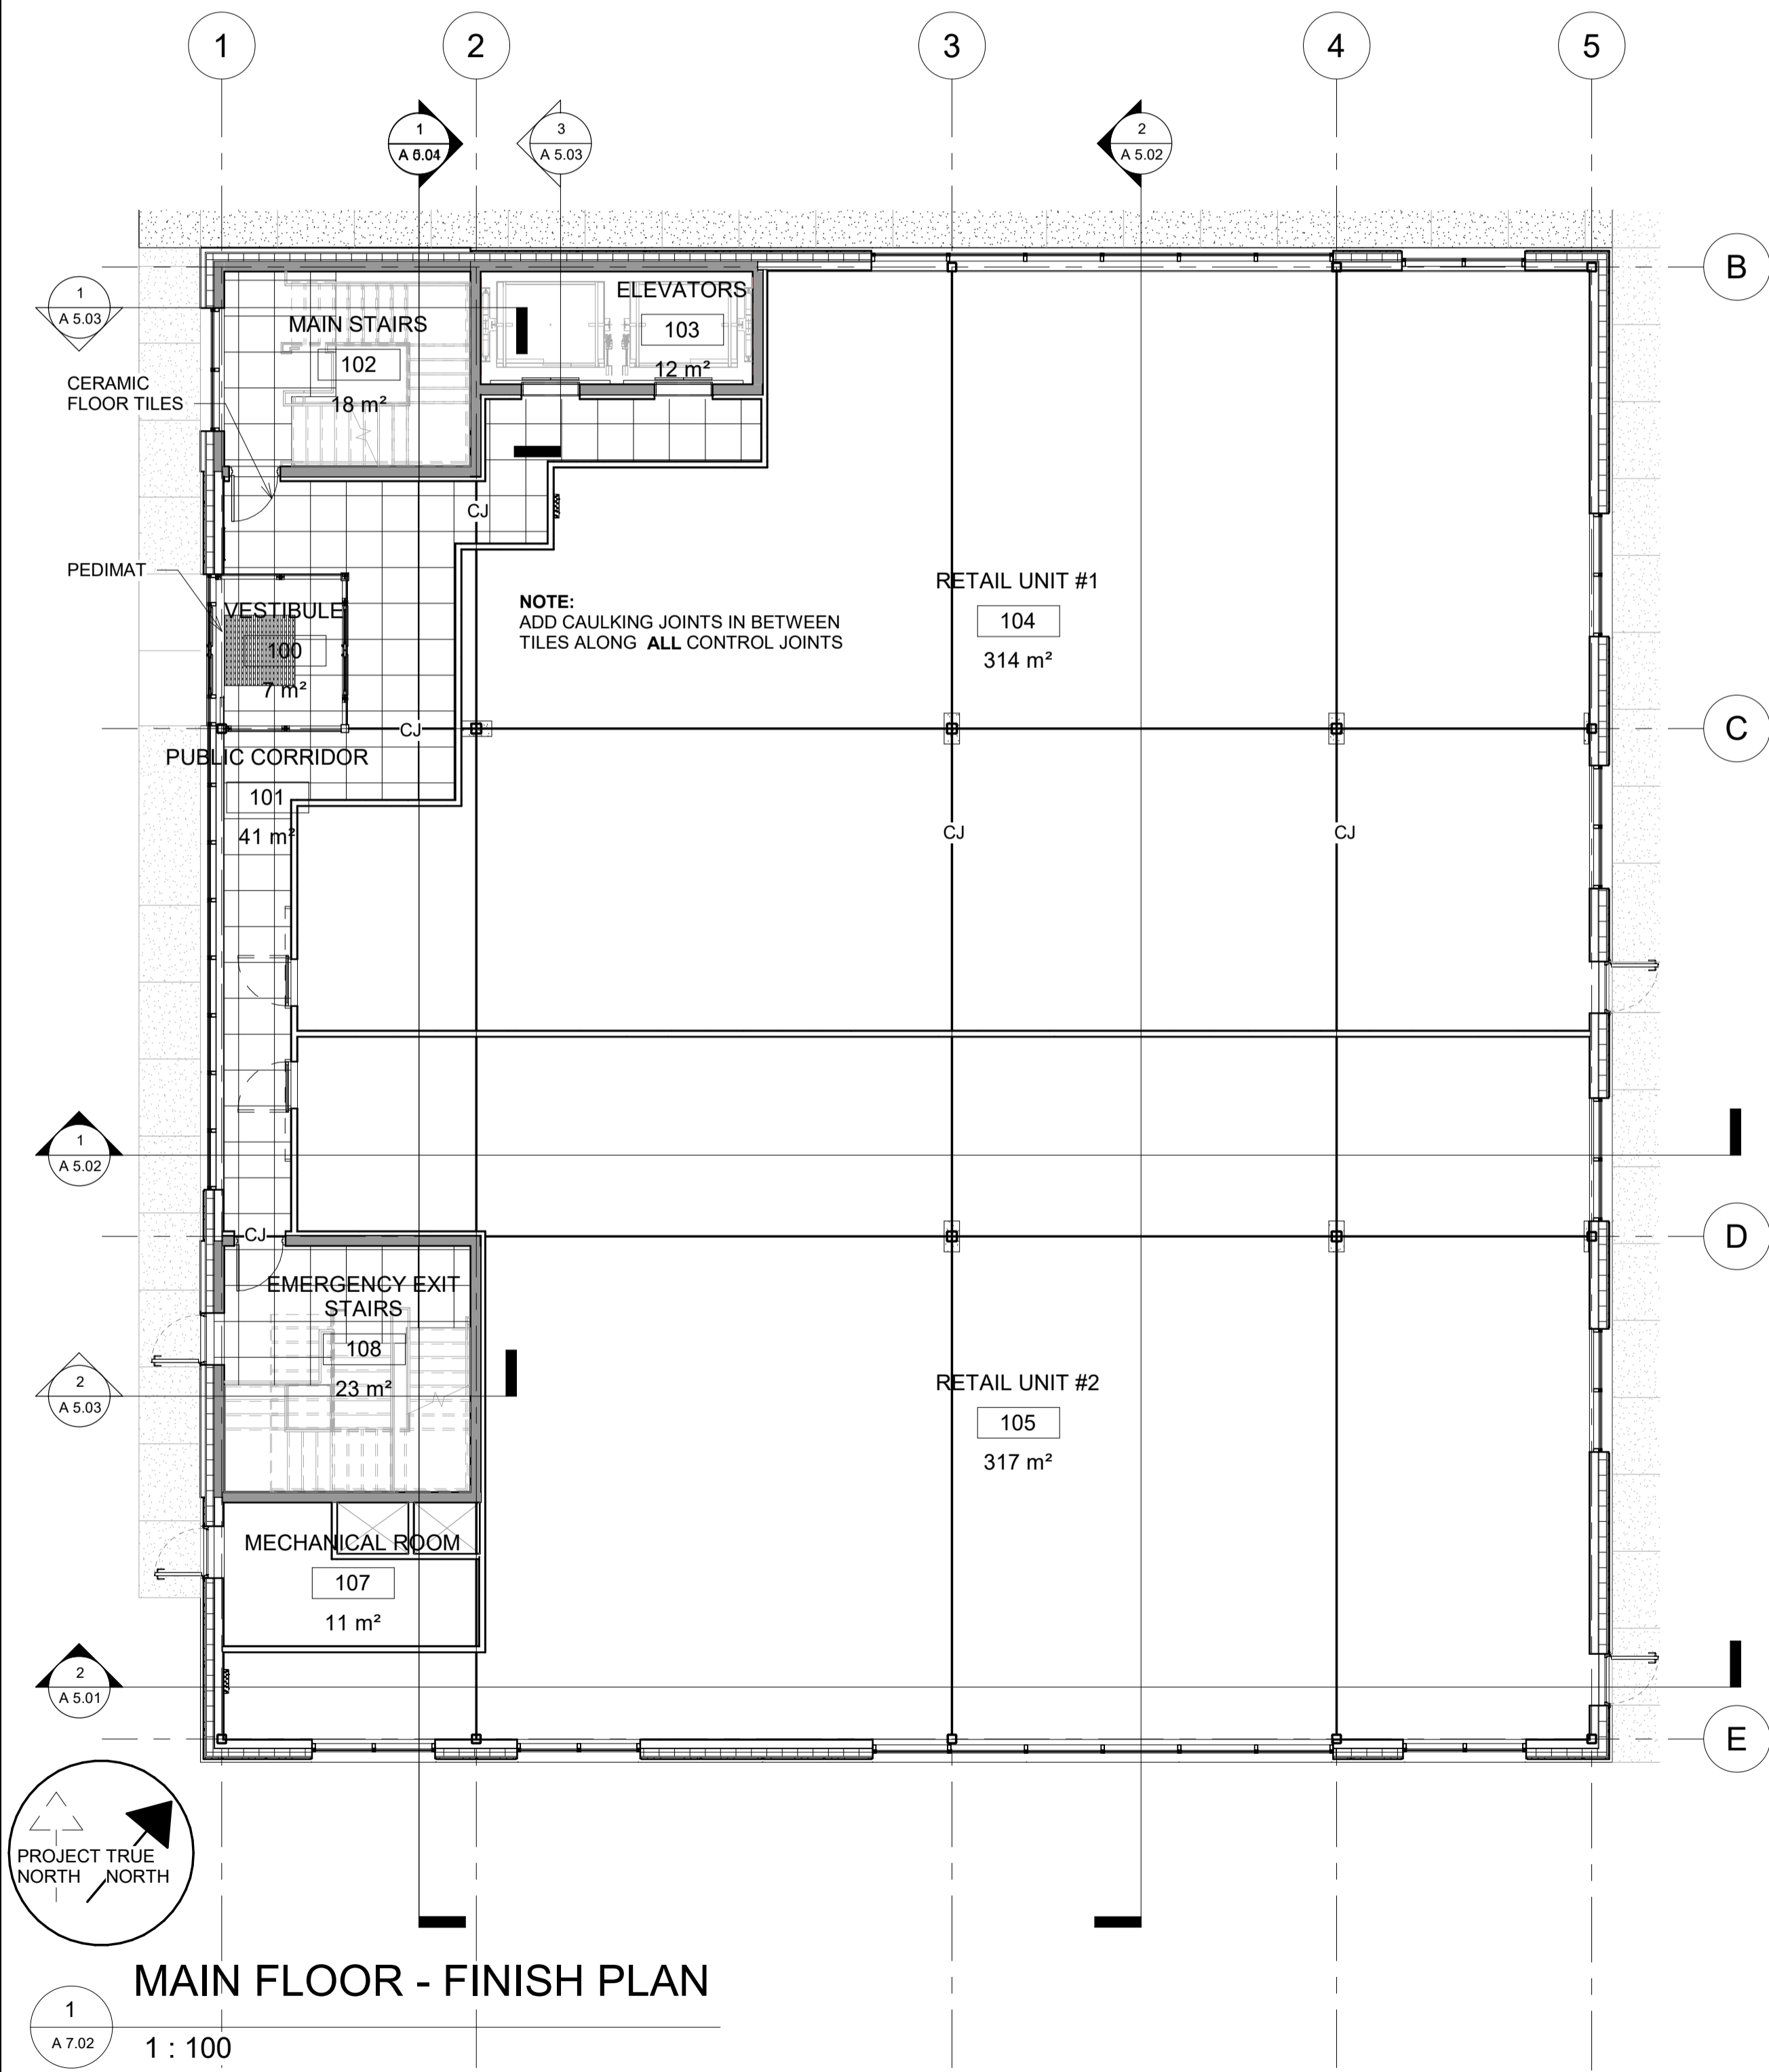 1
2
3
4
5
1
3
A 5.03
2
A 5.02
B
1
A 5.03
ELEVATORS
103
12 m²
MAIN STAIRS
102
18 m²
CERAMIC
FLOOR TILES
CJ
PEDIMAT
VESTIBULE
100
7 m²
NOTE:
ADD CAULKING JOINTS IN BETWEEN
TILES ALONG ALL CONTROL JOINTS
RETAIL UNIT #1
104
314 m²
CJ
C
PUBLIC CORRIDOR
101
41 m²
CJ
CJ
1
A 5.02
CJ
D
EMERGENCY EXIT
STAIRS
108
23 m²
2
A 5.03
RETAIL UNIT #2
105
317 m²
MECHANICAL ROOM
107
11 m²
2
A 5.01
E
PROJECT
NORTH
TRUE
NORTH
MAIN FLOOR - FINISH PLAN
1
A 7.02
1 : 100